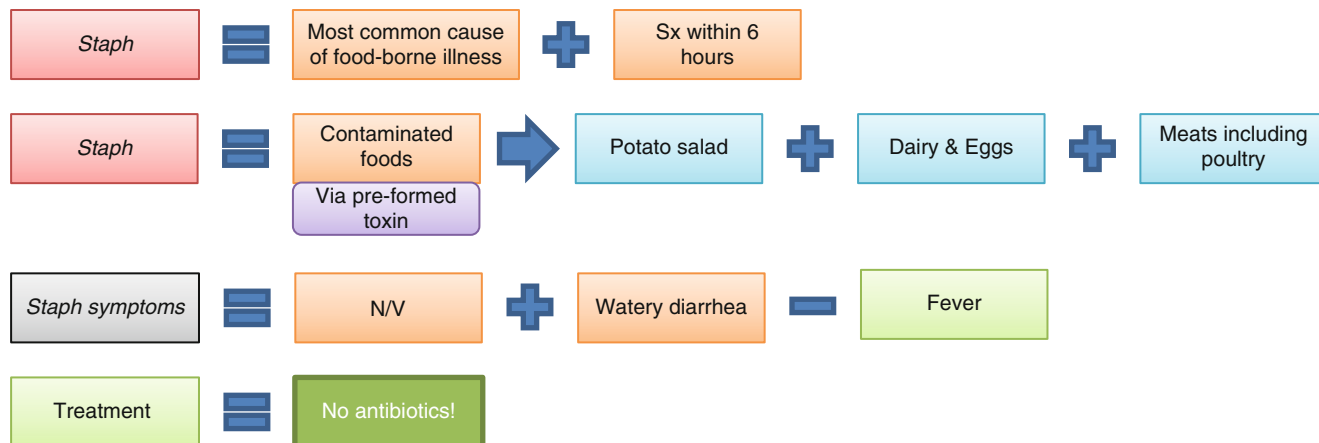 Staph
Most common cause
of food-borne illness
Sx within 6
hours
Staph
Contaminated
foods
Via pre-formed
toxin
Potato salad
Dairy & Eggs
Meats including
poultry
Staph symptoms
N/V
Watery diarrhea
Fever
Treatment
No antibiotics!